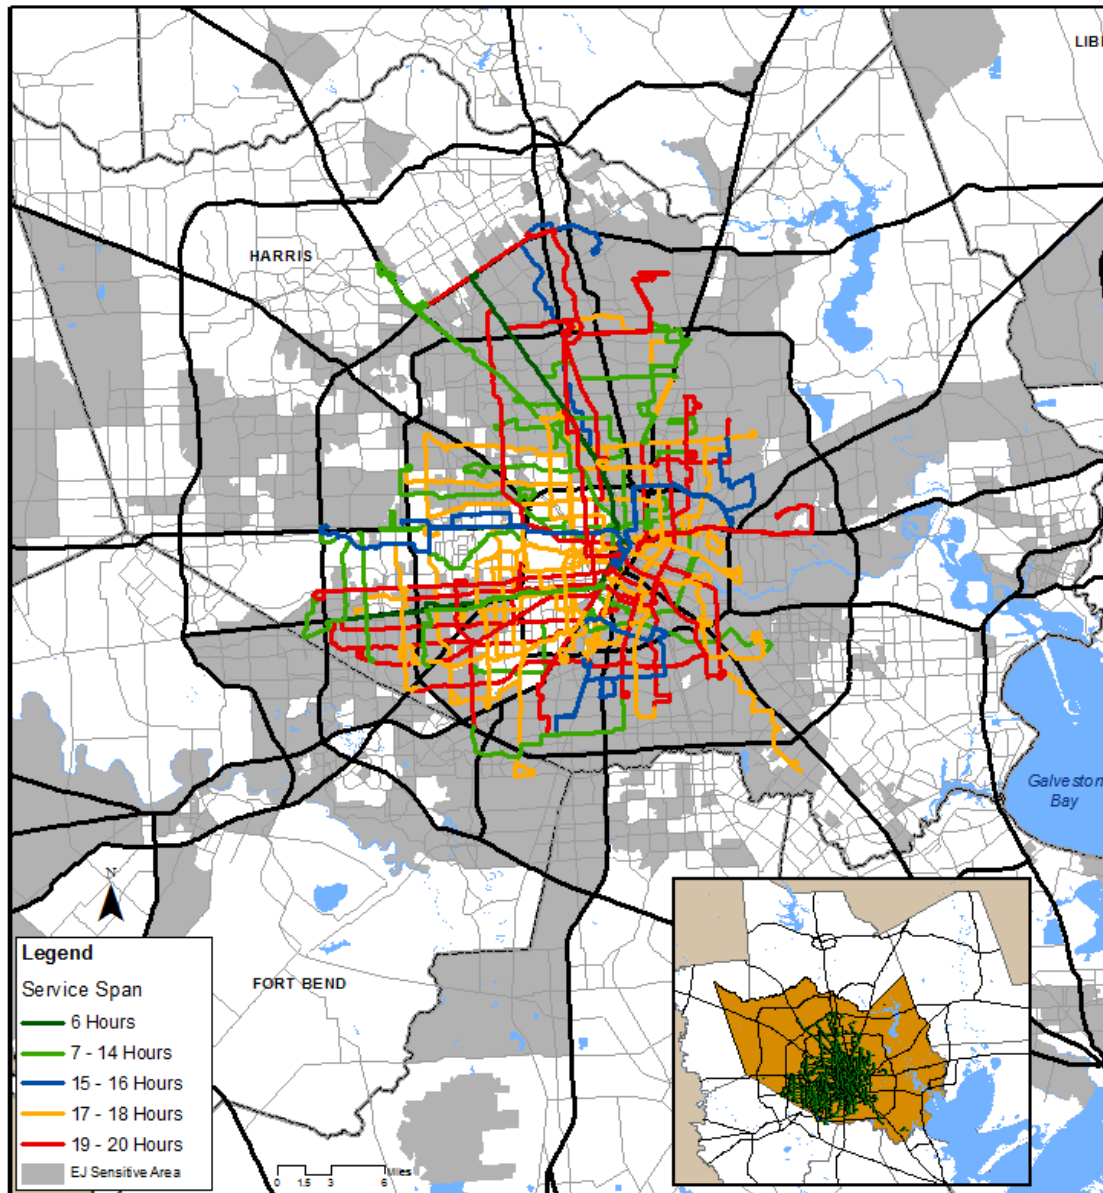 LIB
HARRIS
Galveston
Bay
N
FORT BEND
Legend
Service Span
6 Hours
7 - 14 Hours
15 - 16 Hours
17 - 18 Hours
19 - 20 Hours
EJ Sensitive Area
Miles
0 1.5 3 6